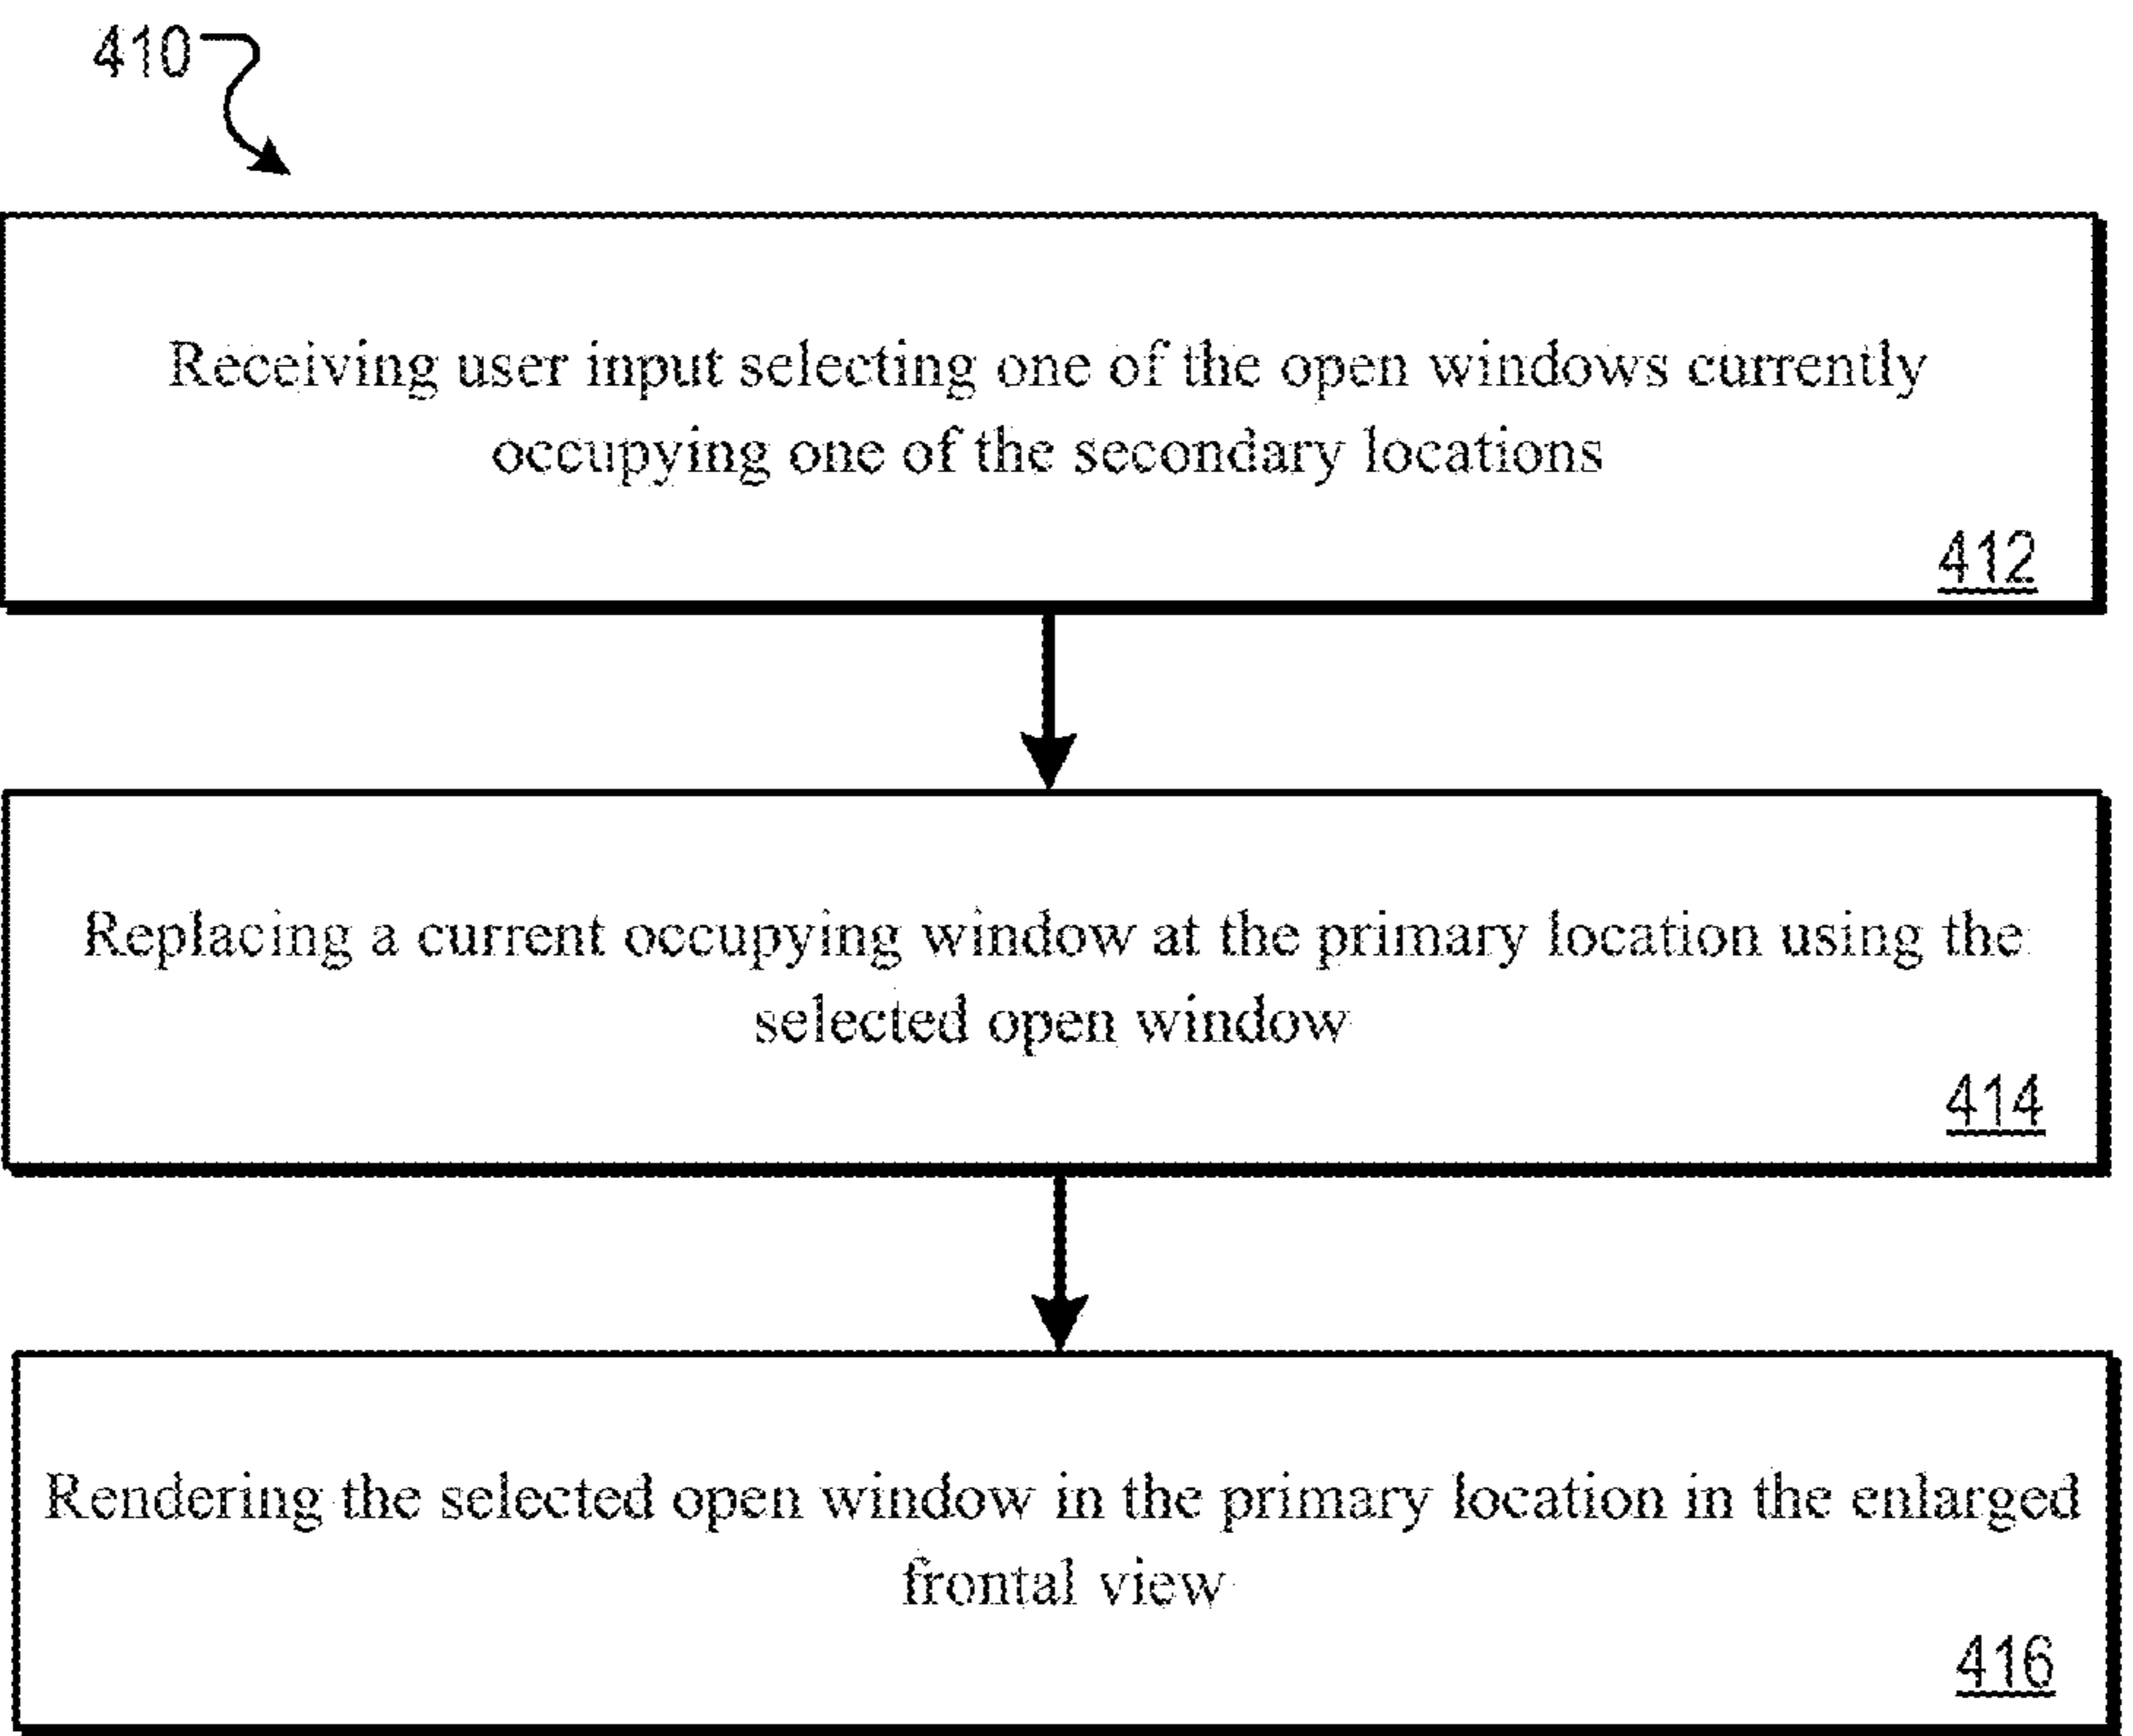 410
Receiving user input selecting one of the open windows currently
occupying one of the secondary locations
412
Replacing a current occupying window at the primary location using the
selected open window
414
Rendering the selected open window in the primary location in the enlarged
frontal view
416